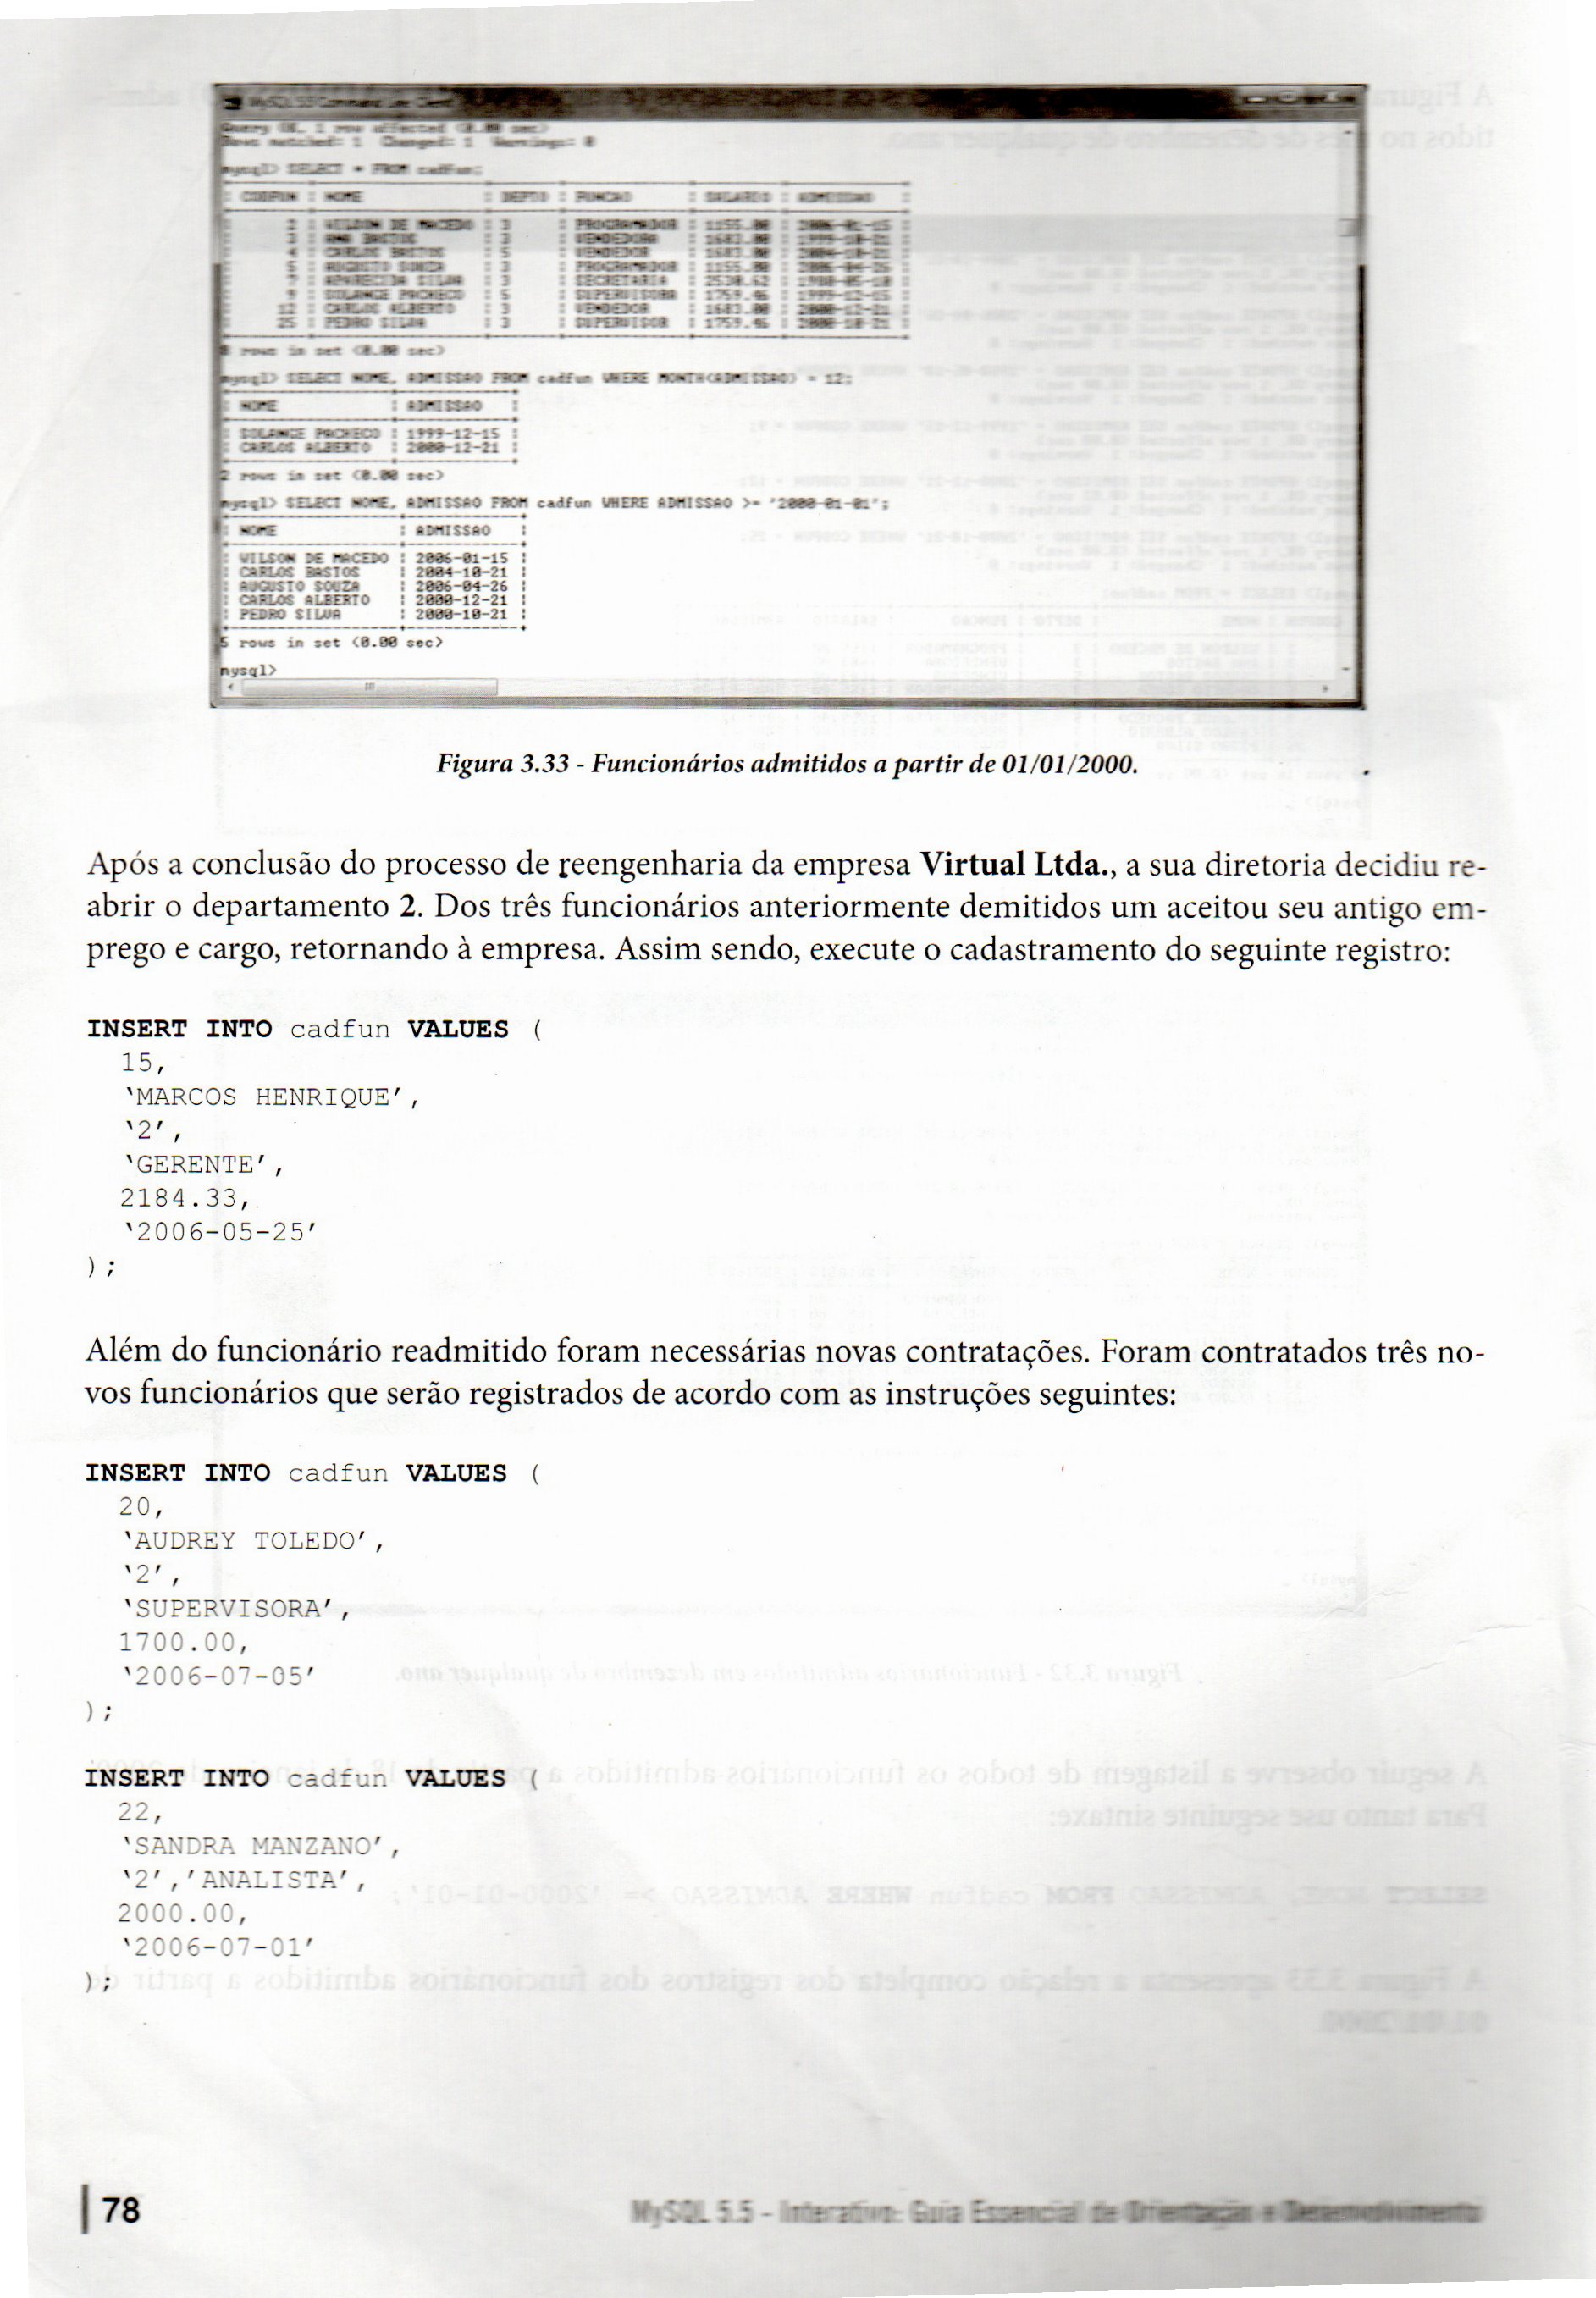 Query OK, 1 row affected (0.00 sec)
Rows matched: 1  Changed: 1  Warnings: 0
mysql> SELECT * FROM cadfun;
| CODFUN | NOME | DEPTO | FUNCAO | SALARIO | ADMISSAO |
| 2 | WILSON DE MACEDO | 3 | PROGRAMADOR | 1155.00 | 2006-01-15 |
| 3 | ANA BASTOS | 3 | VENDEDORA | 1683.00
| 4 | CARLOS BASTOS | 5 | VENDEDOR | 1683.00 | 2004-10-21 |
| 5 | AUGUSTO SOUZA | 3 | PROGRAMADOR | 1155.00 | 2006-04-26 |
| 7 | APARECIDA SILVA | 3 | SECRETARIA | 2530.62
| 9 | SOLANGE PACHECO | 5 | SUPERVISORA | 1759.46 | 1999-12-15 |
| 12 | CARLOS ALBERTO | 3 | VENDEDOR | 1683.00 | 2000-12-21 |
| 25 | PEDRO SILVA | 3 | SUPERVISOR | 1759.46 | 2000-10-21 |
8 rows in set (0.00 sec)
mysql> SELECT NOME, ADMISSAO FROM cadfun WHERE MONTH(ADMISSAO) = 12;
| NOME | ADMISSAO |
| SOLANGE PACHECO | 1999-12-15 |
| CARLOS ALBERTO | 2000-12-21 |
2 rows in set (0.00 sec)
mysql> SELECT NOME, ADMISSAO FROM cadfun WHERE ADMISSAO >= '2000-01-01';
| NOME | ADMISSAO |
| WILSON DE MACEDO | 2006-01-15 |
| CARLOS BASTOS | 2004-10-21 |
| AUGUSTO SOUZA | 2006-04-26 |
| CARLOS ALBERTO | 2000-12-21 |
| PEDRO SILVA | 2000-10-21 |
5 rows in set (0.00 sec)
mysql>
Figura 3.33 - Funcionários admitidos a partir de 01/01/2000.
Após a conclusão do processo de reengenharia da empresa Virtual Ltda., a sua diretoria decidiu re-
abrir o departamento 2. Dos três funcionários anteriormente demitidos um aceitou seu antigo em-
prego e cargo, retornando à empresa. Assim sendo, execute o cadastramento do seguinte registro:
INSERT INTO cadfun VALUES (
15,
‘MARCOS HENRIQUE’,
‘2’,
‘GERENTE’,
2184.33,
‘2006-05-25’
);
Além do funcionário readmitido foram necessárias novas contratações. Foram contratados três no-
vos funcionários que serão registrados de acordo com as instruções seguintes:
INSERT INTO cadfun VALUES (
20,
‘AUDREY TOLEDO’,
‘2’,
‘SUPERVISORA’,
1700.00,
‘2006-07-05’
);
INSERT INTO cadfun VALUES (
22,
‘SANDRA MANZANO’,
‘2’,’ANALISTA’,
2000.00,
‘2006-07-01’
);
78
MySQL 5.5 - Interativo: Guia Essencial de Orientação e Desenvolvimento